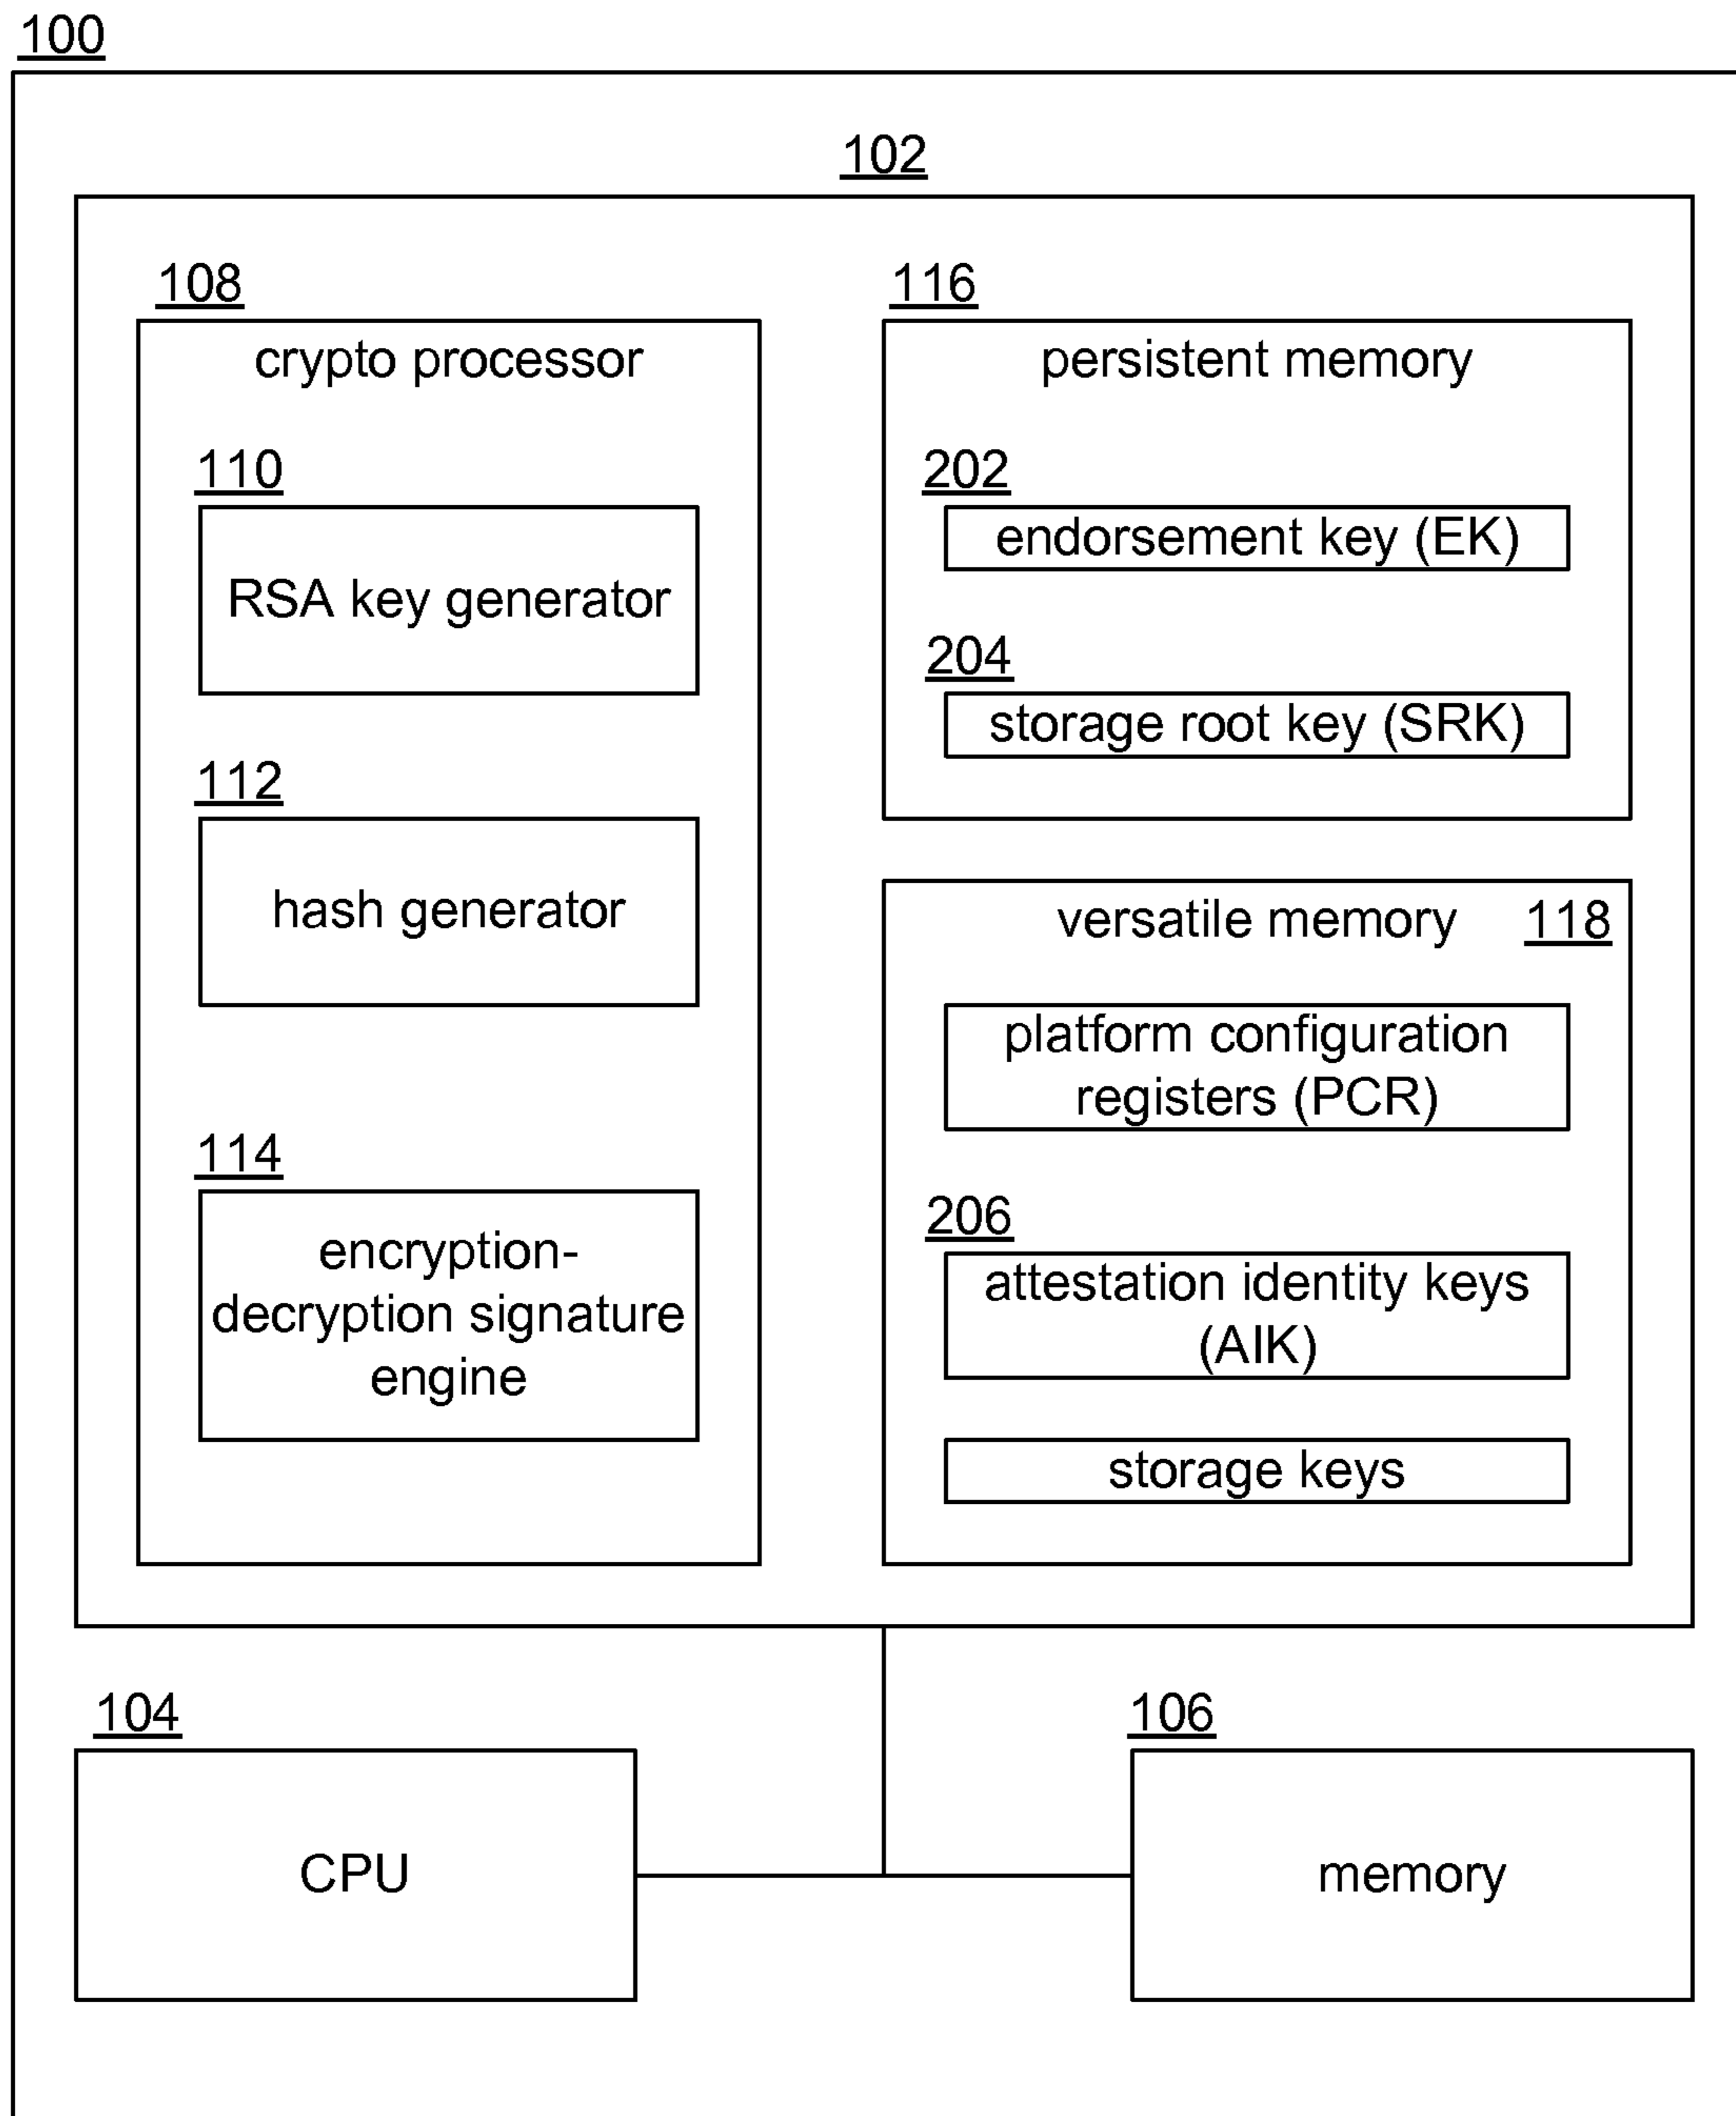 100
102
108
crypto processor
110
RSA key generator
112
hash generator
114
encryption-
decryption signature
engine
116
persistent memory
202
endorsement key (EK)
204
storage root key (SRK)
versatile memory 118
platform configuration
registers (PCR)
206
attestation identity keys
(AIK)
storage keys
104
CPU
106
memory